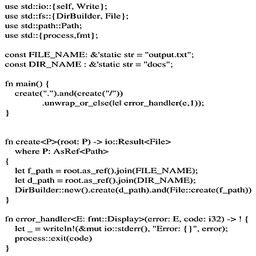 use std::io::{self, Write};
use std::fs::{DirBuilder, File};
use std::path::Path;
use std::{process,fmt};

const FILE_NAME: &'static str = "output.txt";
const DIR_NAME : &'static str = "docs";

fn main() {
    create(".").and(create("/"))
            .unwrap_or_else(|e| error_handler(e,1));
}


fn create<P>(root: P) -> io::Result<File>
    where P: AsRef<Path>
{
    let f_path = root.as_ref().join(FILE_NAME);
    let d_path = root.as_ref().join(DIR_NAME);
    DirBuilder::new().create(d_path).and(File::create(f_path))
}

fn error_handler<E: fmt::Display>(error: E, code: i32) -> ! {
    let _ = writeln!(&mut io::stderr(), "Error: {}", error);
    process::exit(code)
}